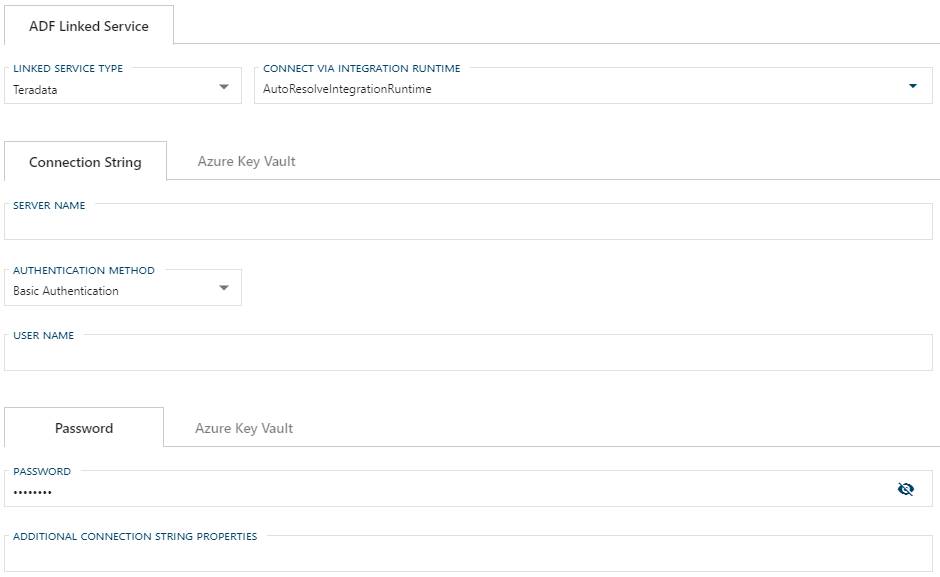 ADF Linked Service
LINKED SERVICE TYPE
Teradata
CONNECT VIA INTEGRATION RUNTIME
AutoResolveIntegrationRuntime
Connection String
Azure Key Vault
SERVER NAME
AUTHENTICATION METHOD
Basic Authentication
USER NAME
Password
Azure Key Vault
PASSWORD
••••••••
ADDITIONAL CONNECTION STRING PROPERTIES